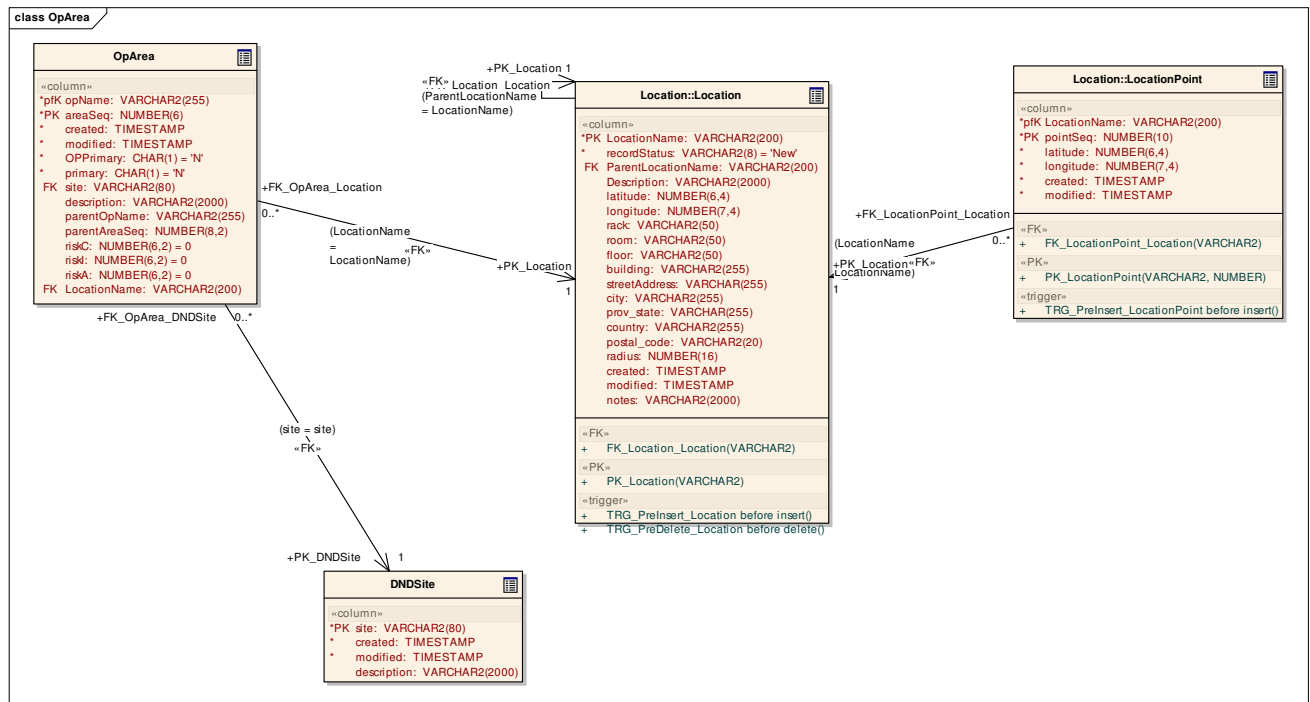 class OpArea
OpArea
«column»
*pfK opName: VARCHAR2(255)
*PK areaSeq: NUMBER(6)
* created: TIMESTAMP
* modified: TIMESTAMP
* OPPrimary: CHAR(1) = 'N'
* primary: CHAR(1) = 'N'
FK site: VARCHAR2(80)
description: VARCHAR2(2000)
parentOpName: VARCHAR2(255)
parentAreaSeq: NUMBER(8,2)
riskC: NUMBER(6,2) = 0
riskI: NUMBER(6,2) = 0
riskA: NUMBER(6,2) = 0
FK LocationName: VARCHAR2(200)
+FK_OpArea_Location
0..*
(LocationName
=
LocationName)
«FK»
+PK_Location
1
+FK_OpArea_DNDSite
0..*
(site = site)
«FK»
+PK_DNDSite
1
DNDSite
«column»
*PK site: VARCHAR2(80)
* created: TIMESTAMP
* modified: TIMESTAMP
description: VARCHAR2(2000)
+PK_Location 1
«FK»
Location_Location
(ParentLocationName
= LocationName)
Location::Location
«column»
*PK LocationName: VARCHAR2(200)
* recordStatus: VARCHAR2(8) = 'New'
FK ParentLocationName: VARCHAR2(200)
Description: VARCHAR2(2000)
latitude: NUMBER(6,4)
longitude: NUMBER(7,4)
rack: VARCHAR2(50)
room: VARCHAR2(50)
floor: VARCHAR2(50)
building: VARCHAR2(255)
streetAddress: VARCHAR(255)
city: VARCHAR2(255)
prov_state: VARCHAR(255)
country: VARCHAR2(255)
postal_code: VARCHAR2(20)
radius: NUMBER(16)
created: TIMESTAMP
modified: TIMESTAMP
notes: VARCHAR2(2000)
«FK»
+ FK_Location_Location(VARCHAR2)
«PK»
+ PK_Location(VARCHAR2)
«trigger»
+ TRG_PreInsert_Location before insert()
+ TRG_PreDelete_Location before delete()
+FK_LocationPoint_Location
0..*
(LocationName
+PK_Location
«FK»
LocationName)
1
Location::LocationPoint
«column»
*pfK LocationName: VARCHAR2(200)
*PK pointSeq: NUMBER(10)
* latitude: NUMBER(6,4)
* longitude: NUMBER(7,4)
* created: TIMESTAMP
* modified: TIMESTAMP
«FK»
+ FK_LocationPoint_Location(VARCHAR2)
«PK»
+ PK_LocationPoint(VARCHAR2, NUMBER)
«trigger»
+ TRG_PreInsert_LocationPoint before insert()